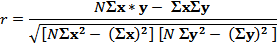 r = NΣx * y − ΣxΣy
√[NΣx² − (Σx)²] [N Σy² − (Σy)²]